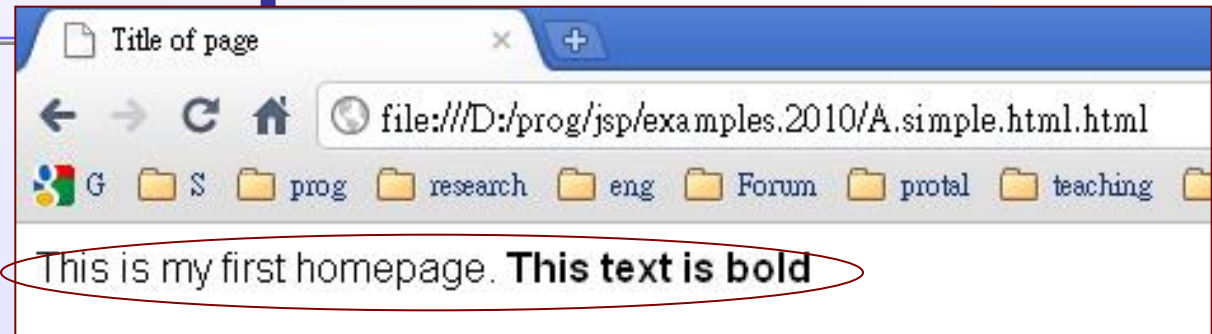 Title of page
file:///D:/prog/jsp/examples.2010/A.simple.html.html
G S prog research eng Forum protal teaching
This is my first homepage. This text is bold